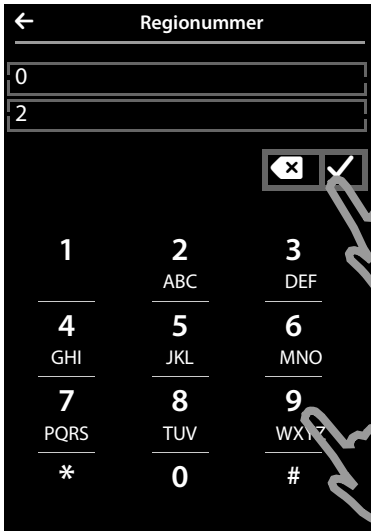 Regionummer
0
2
1 2 3
ABC DEF
4 5 6
GHI JKL MNO
7 8 9
PQRS TUV WXYZ
* 0 #